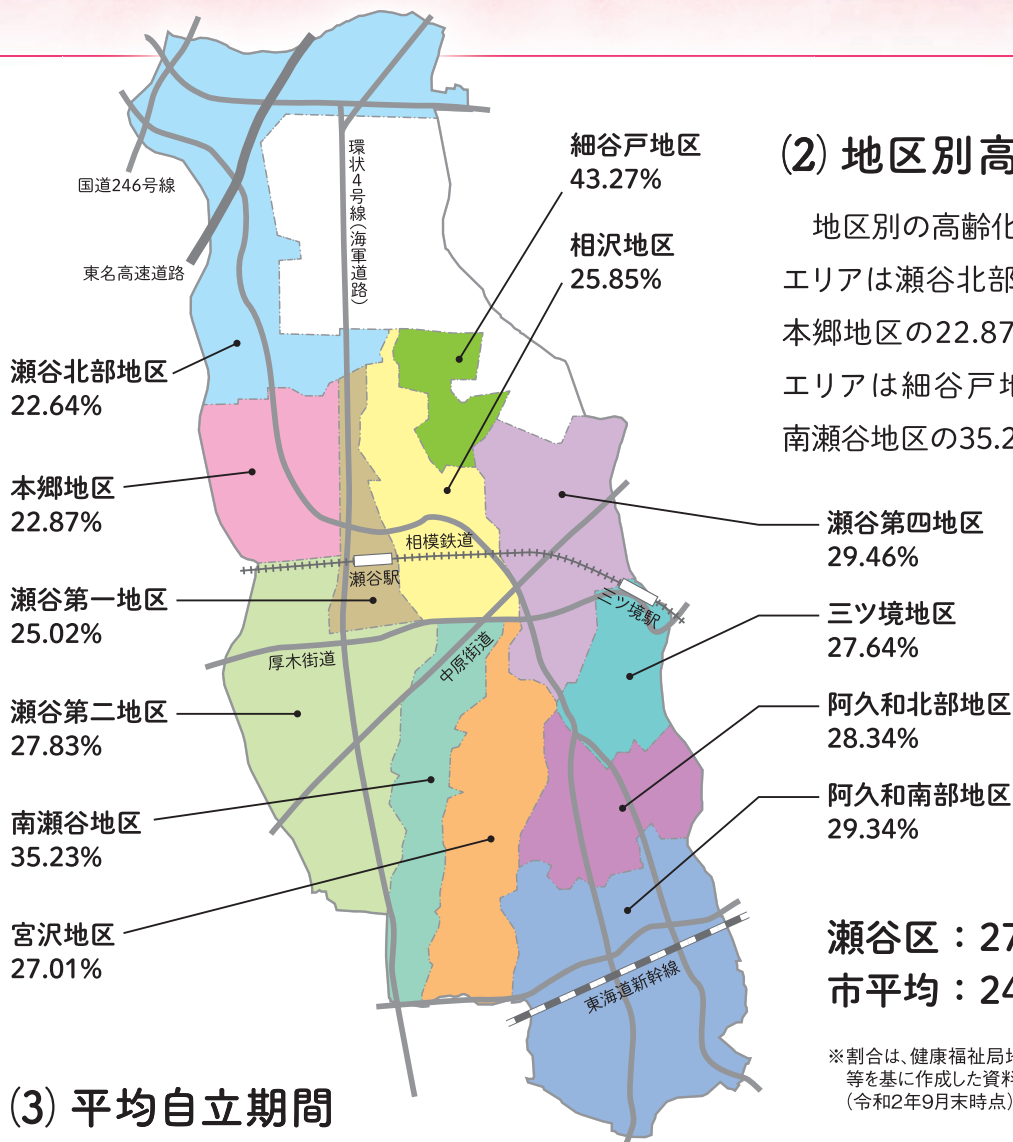 国道246号線
東名高速道路
環状4号線(海軍道路)
細谷戸地区
43.27%
相沢地区
25.85%
瀬谷北部地区
22.64%
本郷地区
22.87%
瀬谷第一地区
25.02%
瀬谷第二地区
27.83%
南瀬谷地区
35.23%
宮沢地区
27.01%
相模鉄道
瀬谷駅
三ツ境駅
厚木街道
中原街道
東海道新幹線
(2) 地区別高
地区別の高齢化
エリアは瀬谷北部
本郷地区の22.87
エリアは細谷戸地
南瀬谷地区の35.2
瀬谷第四地区
29.46%
三ツ境地区
27.64%
阿久和北部地区
28.34%
阿久和南部地区
29.34%
瀬谷区：27
市平均：24
※割合は、健康福祉局地
等を基に作成した資料
(令和2年9月末時点)
(3) 平均自立期間